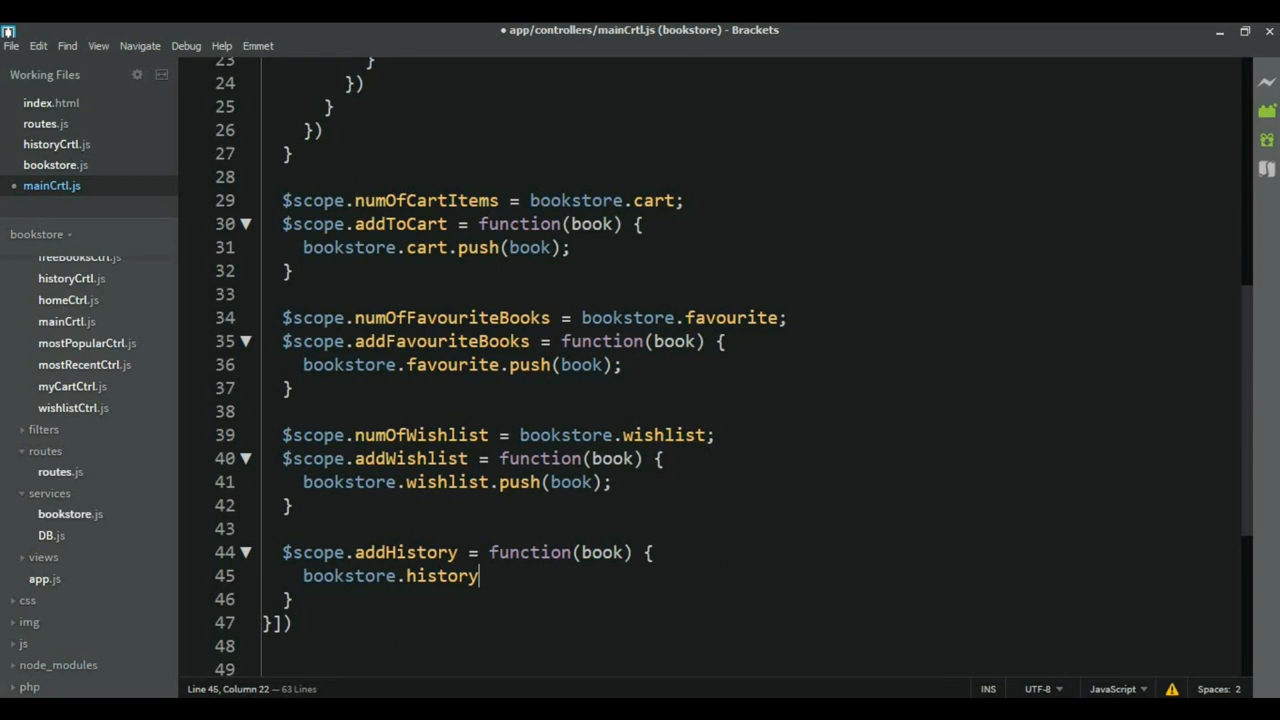 • app/controllers/mainCrtl.js (bookstore) - Brackets
File Edit Find View Navigate Debug Help Emmet
Working Files
index.html
routes.js
historyCrtl.js
bookstore.js
mainCrtl.js
bookstore
freeBooksCtrl.js
historyCrtl.js
homeCtrl.js
mainCrtl.js
mostPopularCtrl.js
mostRecentCtrl.js
myCartCtrl.js
wishlistCtrl.js
filters
routes
routes.js
services
bookstore.js
DB.js
views
app.js
css
img
js
node_modules
php
23 }
24 })
25 }
26 })
27 }
28
29 $scope.numOfCartItems = bookstore.cart;
30 $scope.addToCart = function(book) {
31 bookstore.cart.push(book);
32 }
33
34 $scope.numOfFavouriteBooks = bookstore.favourite;
35 $scope.addFavouriteBooks = function(book) {
36 bookstore.favourite.push(book);
37 }
38
39 $scope.numOfWishlist = bookstore.wishlist;
40 $scope.addWishlist = function(book) {
41 bookstore.wishlist.push(book);
42 }
43
44 $scope.addHistory = function(book) {
45 bookstore.history
46 }
47 }])
48
49
Line 45, Column 22 — 63 Lines INS UTF-8 JavaScript Spaces: 2